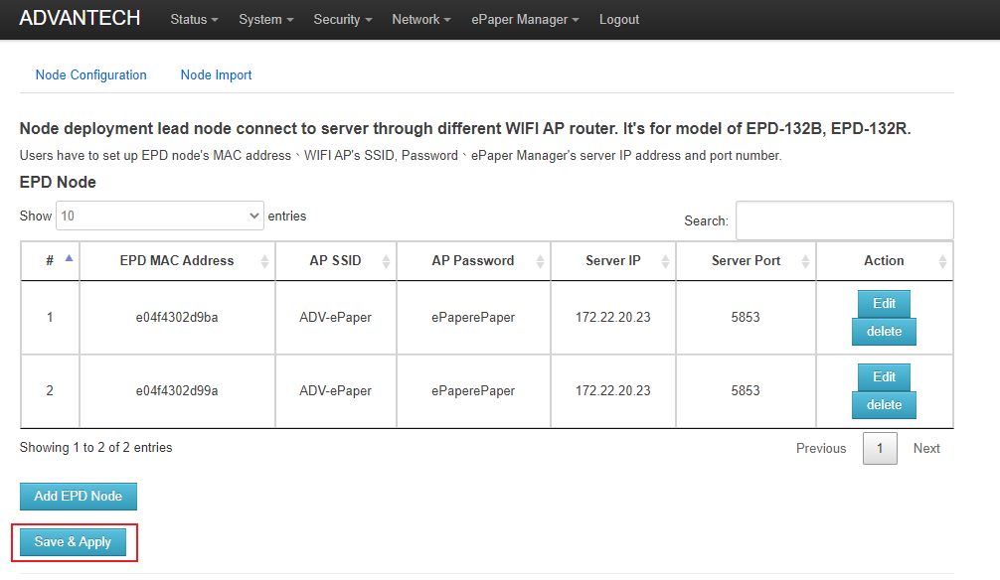 ADVANTECH Status System Security Network ePaper Manager Logout
Node Configuration Node Import
Node deployment lead node connect to server through different WIFI AP router. It's for model of EPD-132B, EPD-132R.
Users have to set up EPD node's MAC address、WIFI AP's SSID, Password、ePaper Manager's server IP address and port number.
EPD Node
Show 10 entries Search:
# EPD MAC Address AP SSID AP Password Server IP Server Port Action
1 e04f4302d9ba ADV-ePaper ePaperePaper 172.22.20.23 5853 Edit delete
2 e04f4302d99a ADV-ePaper ePaperePaper 172.22.20.23 5853 Edit delete
Showing 1 to 2 of 2 entries Previous 1 Next
Add EPD Node
Save & Apply